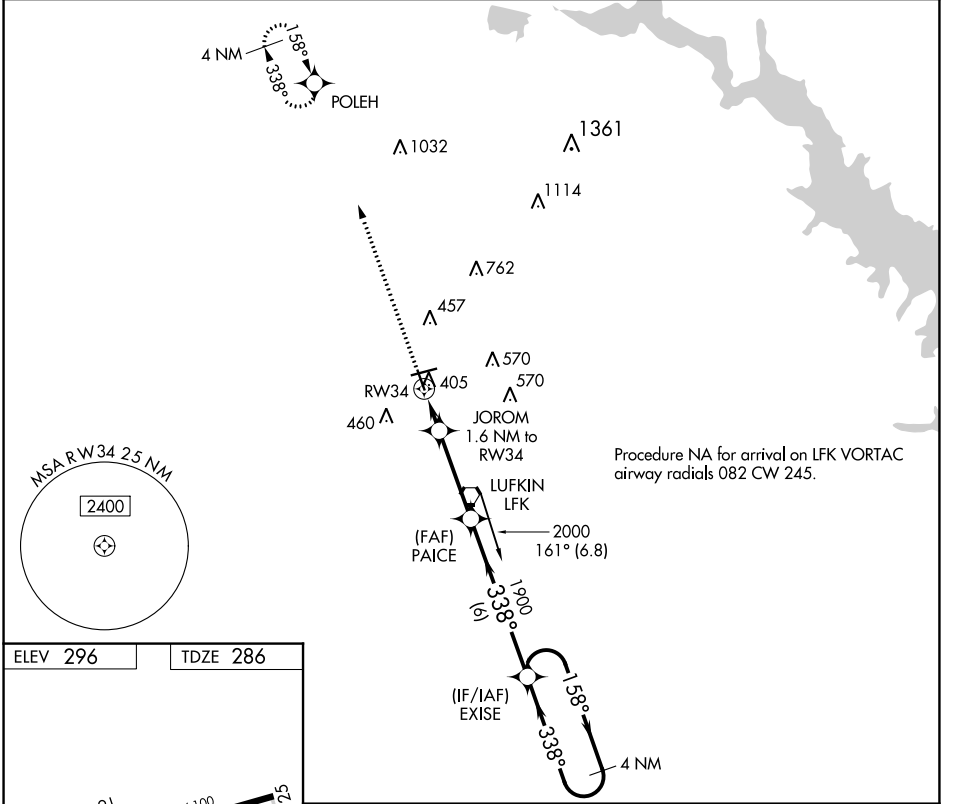 158°
4 NM
338°
POLEH
1032
1361
1114
762
457
570
RW34
405
570
460
JOROM
1.6 NM to
RW34
Procedure NA for arrival on LFK VORTAC
airway radials 082 CW 245.
MSA RW34 25 NM
2400
LUFKIN
LFK
(FAF)
PAICE
2000
161° (6.8)
1900
338°
(6)
ELEV 296
TDZE 286
(IF/IAF)
EXISE
158°
338°
4 NM
25